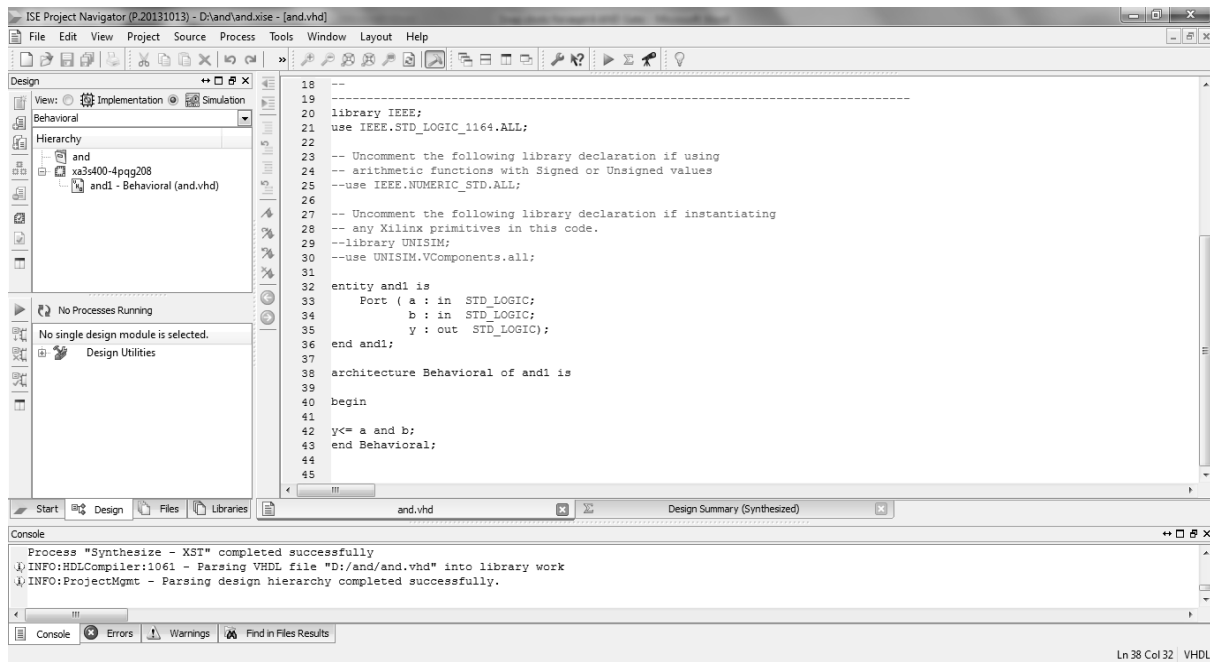 ISE Project Navigator (P.20131013) - D:\and\and.xise - [and.vhd]
File Edit View Project Source Process Tools Window Layout Help
Design
View: Implementation Simulation
Behavioral
Hierarchy
and
xa3s400-4pqg208
and1 - Behavioral (and.vhd)
No Processes Running
No single design module is selected.
Design Utilities
Start Design Files Libraries
18 --
19 ----------------------------------------------------------------------------------
20 library IEEE;
21 use IEEE.STD_LOGIC_1164.ALL;
22
23 -- Uncomment the following library declaration if using
24 -- arithmetic functions with Signed or Unsigned values
25 --use IEEE.NUMERIC_STD.ALL;
26
27 -- Uncomment the following library declaration if instantiating
28 -- any Xilinx primitives in this code.
29 --library UNISIM;
30 --use UNISIM.VComponents.all;
31
32 entity and1 is
33 Port ( a : in STD_LOGIC;
34 b : in STD_LOGIC;
35 y : out STD_LOGIC);
36 end and1;
37
38 architecture Behavioral of and1 is
39
40 begin
41
42 y<= a and b;
43 end Behavioral;
44
45
and.vhd Design Summary (Synthesized)
Console
Process "Synthesize - XST" completed successfully
INFO:HDLCompiler:1061 - Parsing VHDL file "D:/and/and.vhd" into library work
INFO:ProjectMgmt - Parsing design hierarchy completed successfully.
Console Errors Warnings Find in Files Results
Ln 38 Col 32 VHDL